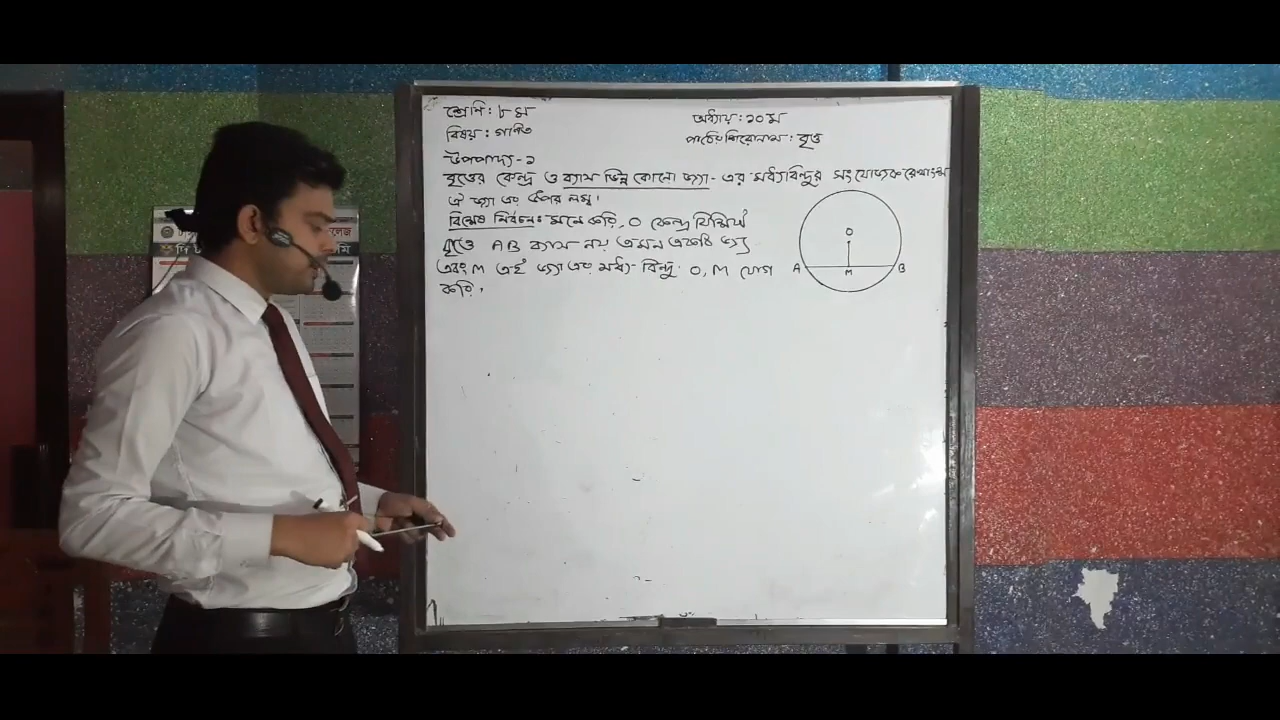 শ্রেণি: ৮ম
বিষয়: গণিত
অধ্যায়: ১০ম
পাঠের শিরোনাম: বৃত্ত
উপপাদ্য-১
বৃত্তের কেন্দ্র ও ব্যাস ভিন্ন কোনো জ্যা-এর মধ্যবিন্দুর সংযোজক রেখাংশ
ঐ জ্যা এর উপর লম্ব।
বিশেষ নির্বচন: মনে করি, O কেন্দ্র বিশিষ্ট
বৃত্তে AB ব্যাস নয় এমন একটি জ্যা
এবং M এই জ্যা এর মধ্য-বিন্দু. O, M যোগ
করি,
O
A M B